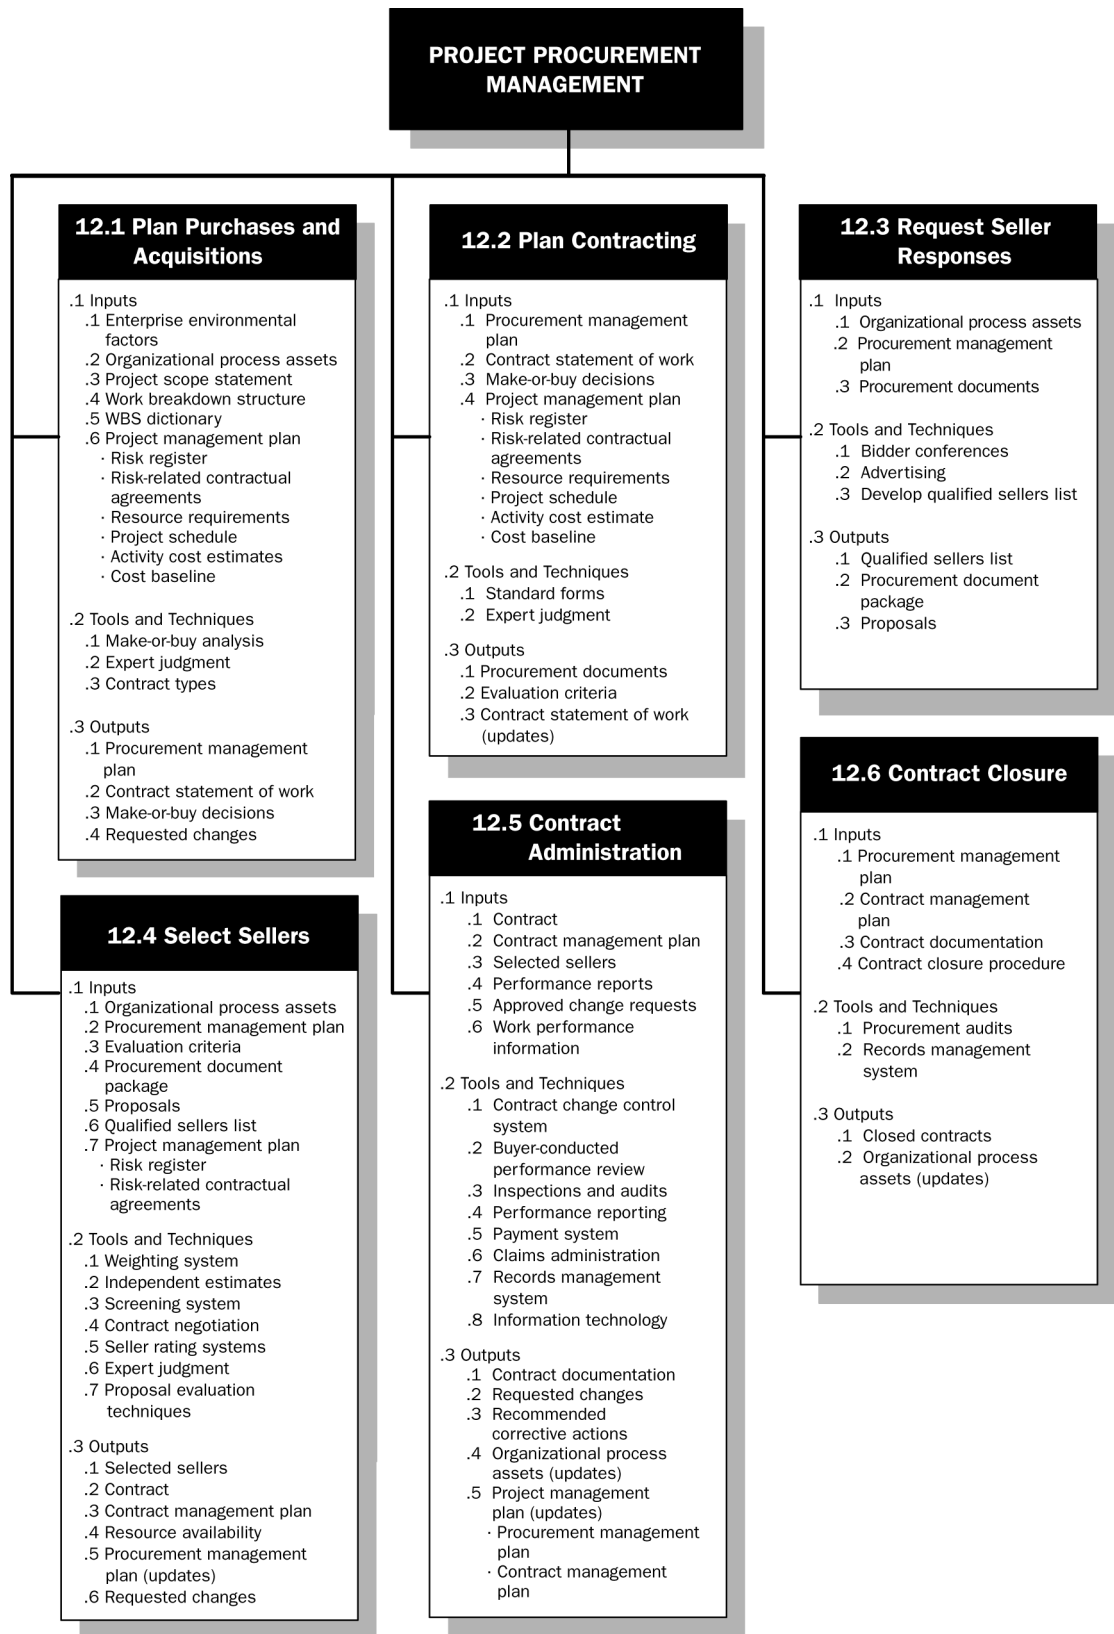 PROJECT PROCUREMENT
MANAGEMENT
12.1 Plan Purchases and
Acquisitions
.1 Inputs
.1 Enterprise environmental
factors
.2 Organizational process assets
.3 Project scope statement
.4 Work breakdown structure
.5 WBS dictionary
.6 Project management plan
· Risk register
· Risk-related contractual
agreements
· Resource requirements
· Project schedule
· Activity cost estimates
· Cost baseline
.2 Tools and Techniques
.1 Make-or-buy analysis
.2 Expert judgment
.3 Contract types
.3 Outputs
.1 Procurement management
plan
.2 Contract statement of work
.3 Make-or-buy decisions
.4 Requested changes
12.2 Plan Contracting
.1 Inputs
.1 Procurement management
plan
.2 Contract statement of work
.3 Make-or-buy decisions
.4 Project management plan
· Risk register
· Risk-related contractual
agreements
· Resource requirements
· Project schedule
· Activity cost estimate
· Cost baseline
.2 Tools and Techniques
.1 Standard forms
.2 Expert judgment
.3 Outputs
.1 Procurement documents
.2 Evaluation criteria
.3 Contract statement of work
(updates)
12.3 Request Seller
Responses
.1 Inputs
.1 Organizational process assets
.2 Procurement management
plan
.3 Procurement documents
.2 Tools and Techniques
.1 Bidder conferences
.2 Advertising
.3 Develop qualified sellers list
.3 Outputs
.1 Qualified sellers list
.2 Procurement document
package
.3 Proposals
12.4 Select Sellers
.1 Inputs
.1 Organizational process assets
.2 Procurement management plan
.3 Evaluation criteria
.4 Procurement document
package
.5 Proposals
.6 Qualified sellers list
.7 Project management plan
· Risk register
· Risk-related contractual
agreements
.2 Tools and Techniques
.1 Weighting system
.2 Independent estimates
.3 Screening system
.4 Contract negotiation
.5 Seller rating systems
.6 Expert judgment
.7 Proposal evaluation
techniques
.3 Outputs
.1 Selected sellers
.2 Contract
.3 Contract management plan
.4 Resource availability
.5 Procurement management
plan (updates)
.6 Requested changes
12.5 Contract
Administration
.1 Inputs
.1 Contract
.2 Contract management plan
.3 Selected sellers
.4 Performance reports
.5 Approved change requests
.6 Work performance
information
.2 Tools and Techniques
.1 Contract change control
system
.2 Buyer-conducted
performance review
.3 Inspections and audits
.4 Performance reporting
.5 Payment system
.6 Claims administration
.7 Records management
system
.8 Information technology
.3 Outputs
.1 Contract documentation
.2 Requested changes
.3 Recommended
corrective actions
.4 Organizational process
assets (updates)
.5 Project management
plan (updates)
· Procurement management
plan
· Contract management
plan
12.6 Contract Closure
.1 Inputs
.1 Procurement management
plan
.2 Contract management
plan
.3 Contract documentation
.4 Contract closure procedure
.2 Tools and Techniques
.1 Procurement audits
.2 Records management
system
.3 Outputs
.1 Closed contracts
.2 Organizational process
assets (updates)